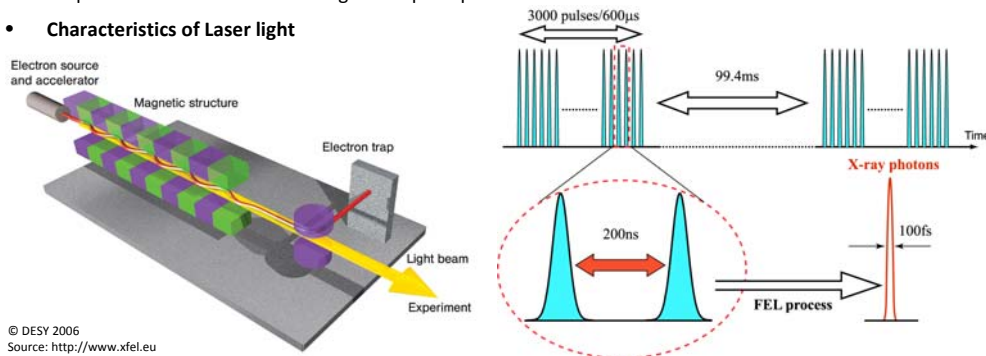 • Characteristics of Laser light
Electron source
and accelerator
Magnetic structure
Electron trap
Light beam
Experiment
© DESY 2006
Source: http://www.xfel.eu
3000 pulses/600μs
99.4ms
Time
X-ray photons
200ns
100fs
FEL process